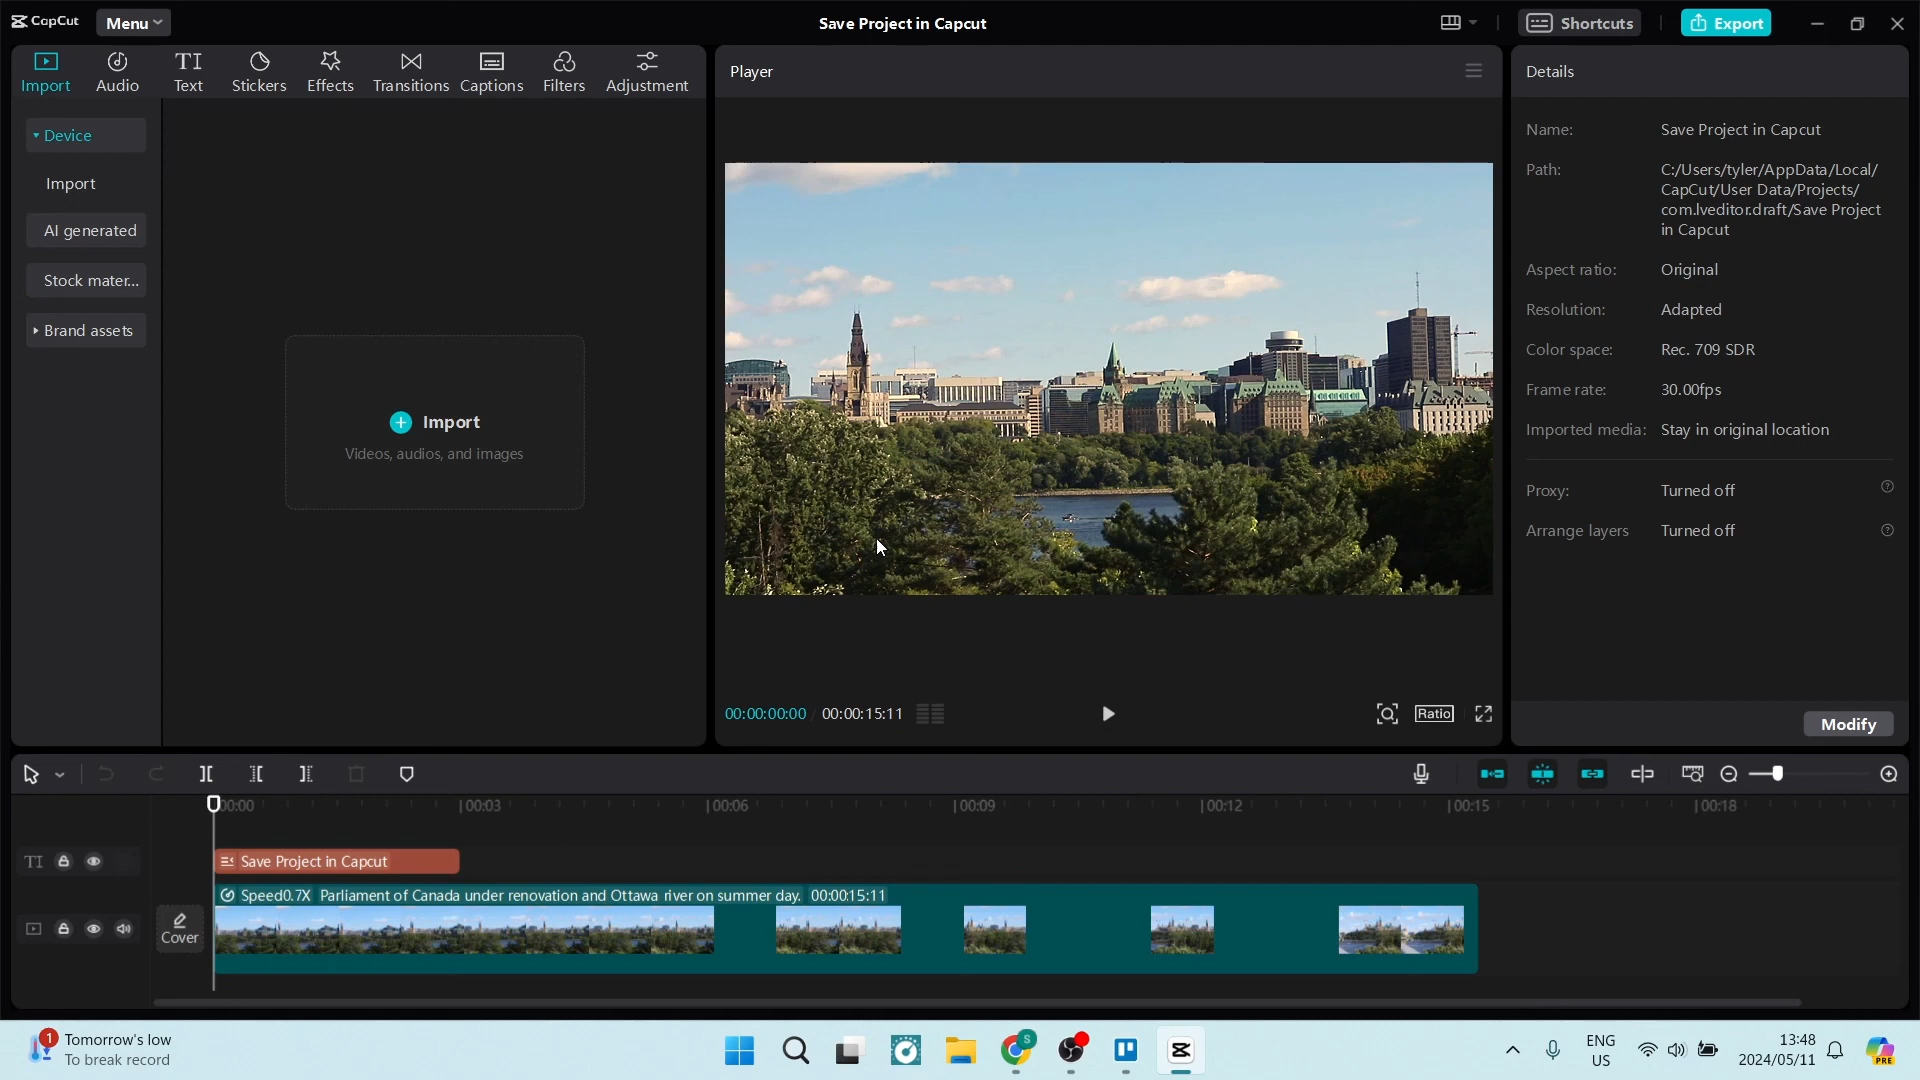 CapCut
Menu
Save Project in Capcut
Shortcuts
Export
Import
Audio
TI
Text
Stickers
Effects
Transitions
Captions
Filters
Adjustment
Device
Import
AI generated
Stock mater...
Brand assets
Import
Videos, audios, and images
Player
00:00:00:00
00:00:15:11
Ratio
Details
Name: Save Project in Capcut
Path: C:/Users/tyler/AppData/Local/
CapCut/User Data/Projects/
com.lveditor.draft/Save Project
in Capcut
Aspect ratio: Original
Resolution: Adapted
Color space: Rec. 709 SDR
Frame rate: 30.00fps
Imported media: Stay in original location
Proxy: Turned off
Arrange layers Turned off
Modify
00:00
00:03
00:06
00:09
00:12
00:15
00:18
TI
Save Project in Capcut
Speed0.7X Parliament of Canada under renovation and Ottawa river on summer day. 00:00:15:11
Cover
1
Tomorrow's low
To break record
S
ENG
US
13:48
2024/05/11
PRE